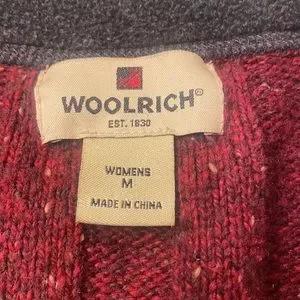 WOOLRICH®
EST. 1830
WOMENS
M
MADE IN CHINA